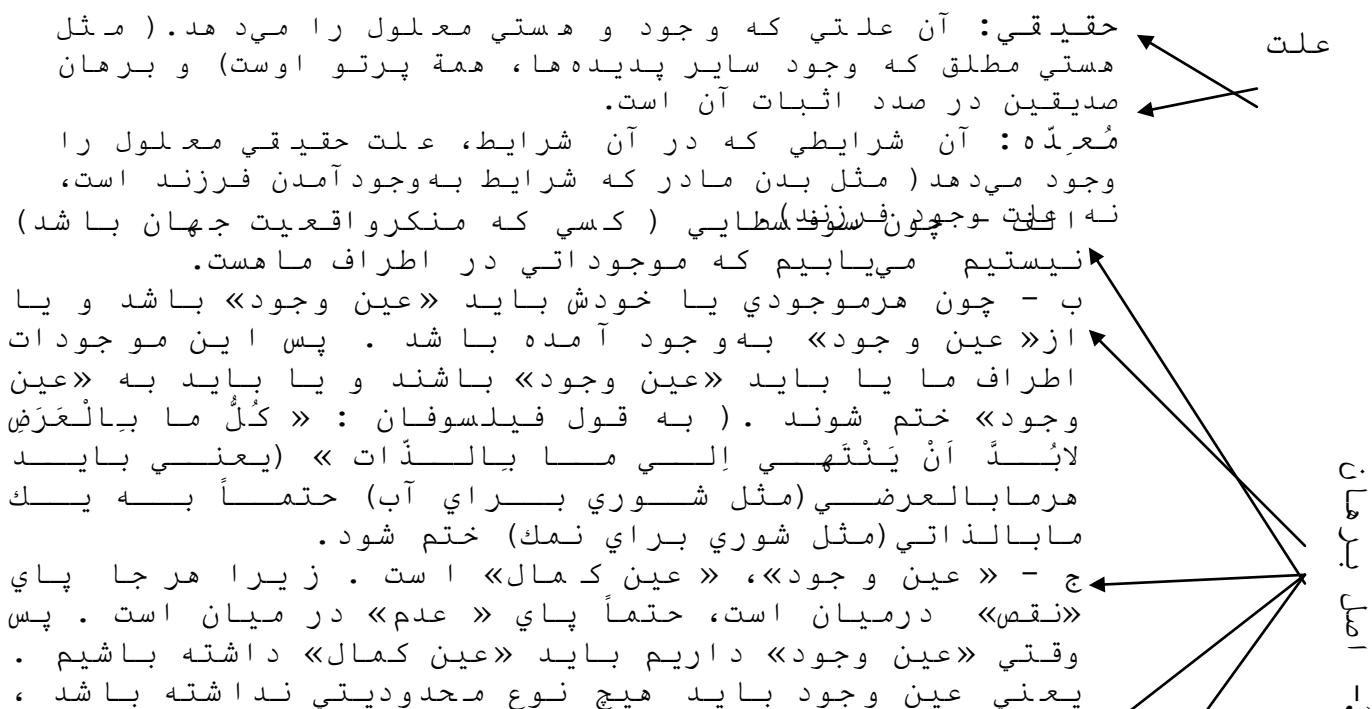 علت
حقيقي: آن علتي كه وجود و هستي معلول را مي‌دهد.( مثل
هستي مطلق كه وجود ساير پديده‌ها، همة پرتو اوست) و برهان
صديقين در صدد اثبات آن است.
مُعِدّه: آن شرايطي كه در آن شرايط، علت حقيقي معلول را
وجود مي‌دهد( مثل بدن مادر كه شرايط به‌وجودآمدن فرزند است،
نه علت وجود فرزند)
الف - چون سوفسطايي ( كسي كه منكرواقعيت جهان باشد)
نيستيم مي‌يابيم كه موجوداتي در اطراف ماهست.
ب - چون هرموجودي يا خودش بايد «عين وجود» باشد و يا
از« عين وجود» به‌وجود آمده باشد . پس اين موجودات
اطراف ما يا بايد «عين وجود» باشند و يا بايد به «عين
وجود» ختم شوند .( به قول فيلسوفان : « كُلُّ ما بِالْعَرَضِ
لابُدَّ اَنْ يَنْتَهي اِلي ما بِالذّات » (يعني بايد
هرمابالعرضي(مثل شوري براي آب) حتماً به يك
مابالذاتي(مثل شوري براي نمك) ختم شود.
ج - « عين وجود»، « عين كمال» است . زيرا هرجا پاي
«نقص» درميان است، حتماً پاي « عدم» در ميان است . پس
وقتي «عين وجود» داريم بايد «عين كمال» داشته باشيم .
يعني عين وجود بايد هيچ نوع محدوديتي نداشته باشد ،
- اصل برهان